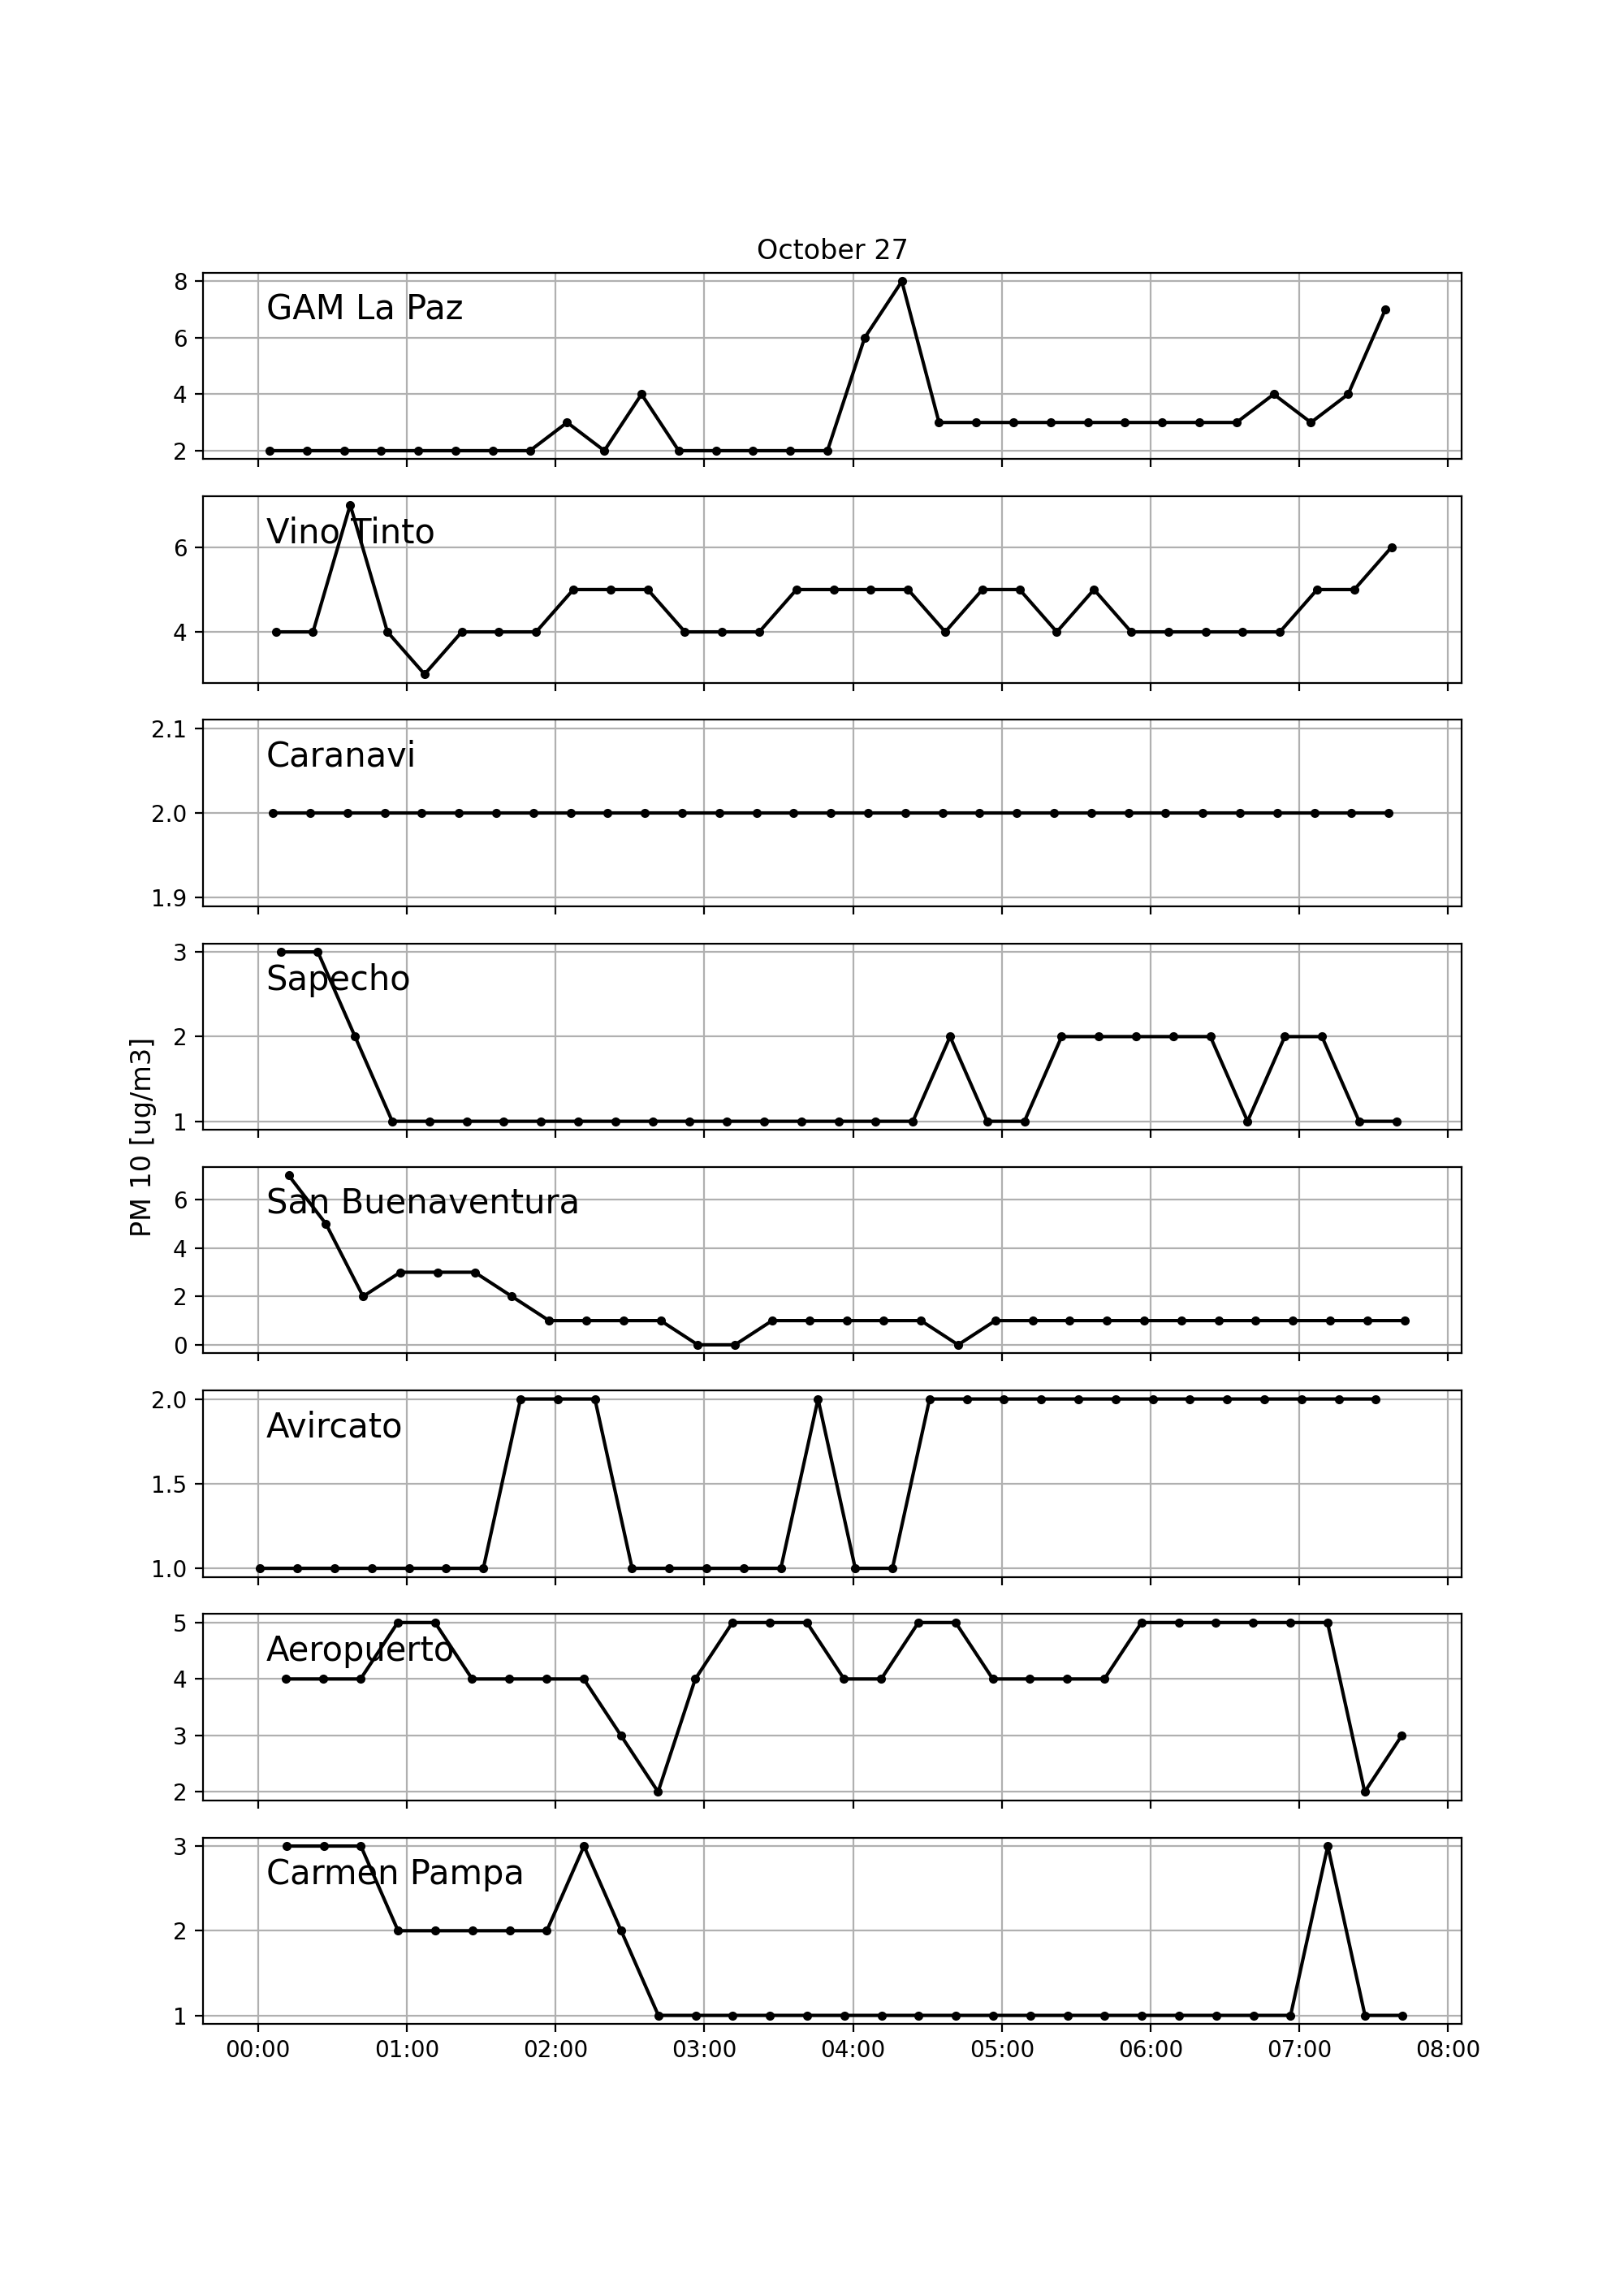 October 27
8
GAM La Paz
6
4
2
Vino Tinto
6
4
2.1
Caranavi
2.0
1.9
3
Sapecho
2
1
PM 10 [ug/m3]
San Buenaventura
6
4
2
0
2.0
Avircato
1.5
1.0
5
Aeropuerto
4
3
2
3
Carmen Pampa
2
1
00:00 01:00 02:00 03:00 04:00 05:00 06:00 07:00 08:00